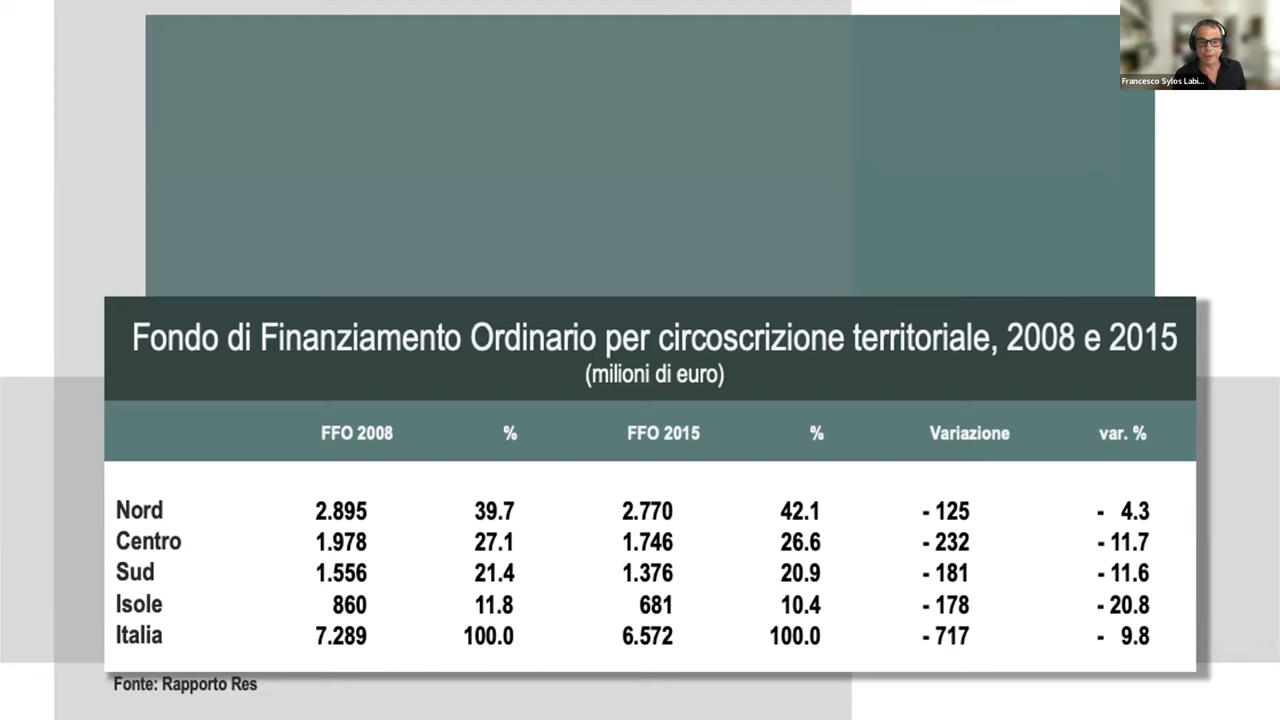 Francesco Sylos Labi...
Fondo di Finanziamento Ordinario per circoscrizione territoriale, 2008 e 2015
(milioni di euro)
FFO 2008 % FFO 2015 % Variazione var. %
Nord 2.895 39.7 2.770 42.1 - 125 - 4.3
Centro 1.978 27.1 1.746 26.6 - 232 - 11.7
Sud 1.556 21.4 1.376 20.9 - 181 - 11.6
Isole 860 11.8 681 10.4 - 178 - 20.8
Italia 7.289 100.0 6.572 100.0 - 717 - 9.8
Fonte: Rapporto Res